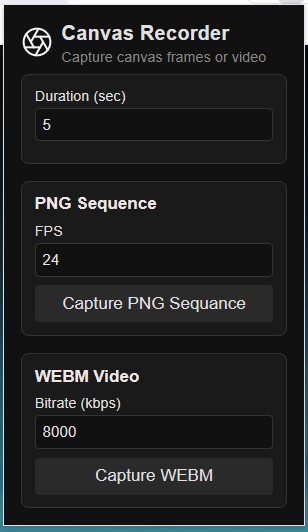 Canvas Recorder
Capture canvas frames or video
Duration (sec)
5
PNG Sequence
FPS
24
Capture PNG Sequance
WEBM Video
Bitrate (kbps)
8000
Capture WEBM